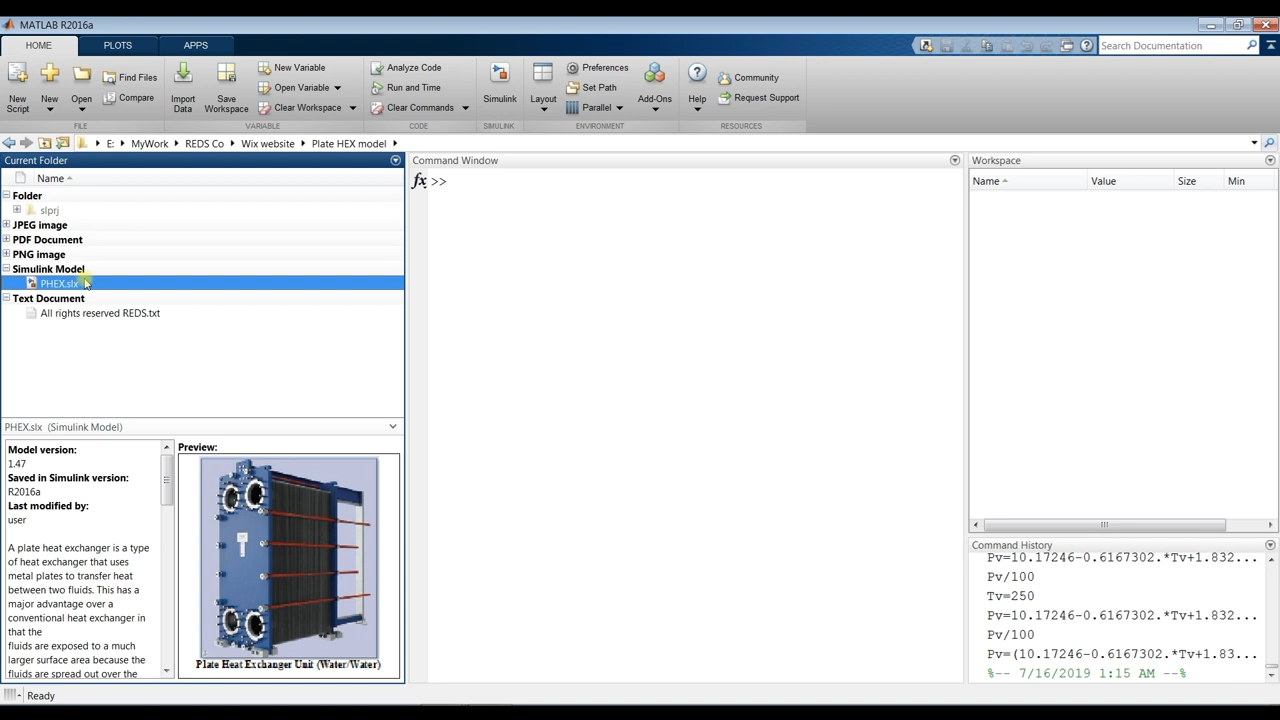 MATLAB R2016a
HOME
PLOTS
APPS
Search Documentation
New Script
New
Open
Find Files
Compare
Import Data
Save Workspace
New Variable
Open Variable
Clear Workspace
Analyze Code
Run and Time
Clear Commands
Simulink
Layout
Preferences
Set Path
Parallel
Add-Ons
Help
Community
Request Support
FILE
VARIABLE
CODE
SIMULINK
ENVIRONMENT
RESOURCES
E: MyWork REDS Co Wix website Plate HEX model
Current Folder
Name
Folder
slprj
JPEG image
PDF Document
PNG image
Simulink Model
PHEX.slx
Text Document
All rights reserved REDS.txt
PHEX.slx (Simulink Model)
Model version:
1.47
Saved in Simulink version:
R2016a
Last modified by:
user
A plate heat exchanger is a type
of heat exchanger that uses
metal plates to transfer heat
between two fluids. This has a
major advantage over a
conventional heat exchanger in
that the
fluids are exposed to a much
larger surface area because the
fluids are spread out over the
Preview:
Plate Heat Exchanger Unit (Water/Water)
Command Window
fx >>
Workspace
Name Value Size Min
Command History
Pv=10.17246-0.6167302.*Tv+1.832...
Pv/100
Tv=250
Pv=10.17246-0.6167302.*Tv+1.832...
Pv/100
Pv=(10.17246-0.6167302.*Tv+1.83...
%-- 7/16/2019 1:15 AM --%
Ready